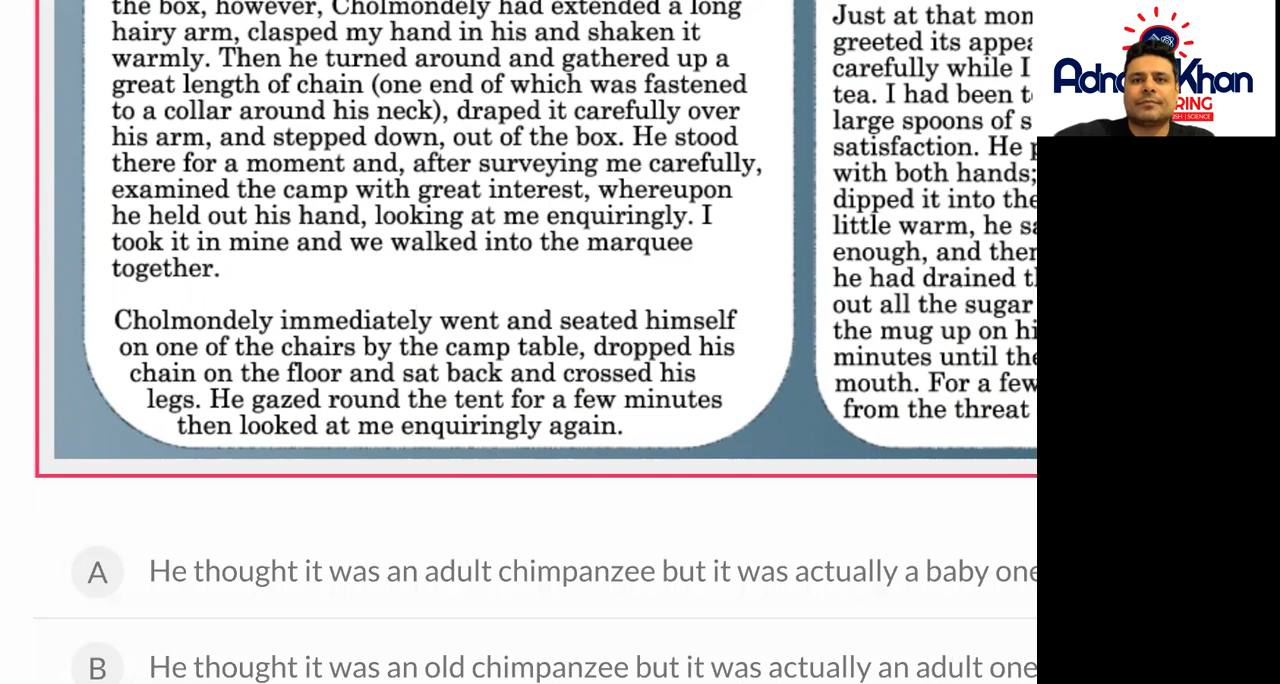 the box, however, Cholmondely had extended a long
hairy arm, clasped my hand in his and shaken it
warmly. Then he turned around and gathered up a
great length of chain (one end of which was fastened
to a collar around his neck), draped it carefully over
his arm, and stepped down, out of the box. He stood
there for a moment and, after surveying me carefully,
examined the camp with great interest, whereupon
he held out his hand, looking at me enquiringly. I
took it in mine and we walked into the marquee
together.
Cholmondely immediately went and seated himself
on one of the chairs by the camp table, dropped his
chain on the floor and sat back and crossed his
legs. He gazed round the tent for a few minutes
then looked at me enquiringly again.
Just at that mor
greeted its appea
carefully while I
tea. I had been t
large spoons of s
satisfaction. He p
with both hands;
dipped it into the
little warm, he sa
enough, and then
he had drained t
out all the sugar
the mug up on hi
minutes until the
mouth. For a few
from the threat
Khan
RING
ISH | SCIENCE
A He thought it was an adult chimpanzee but it was actually a baby one
B He thought it was an old chimpanzee but it was actually an adult one